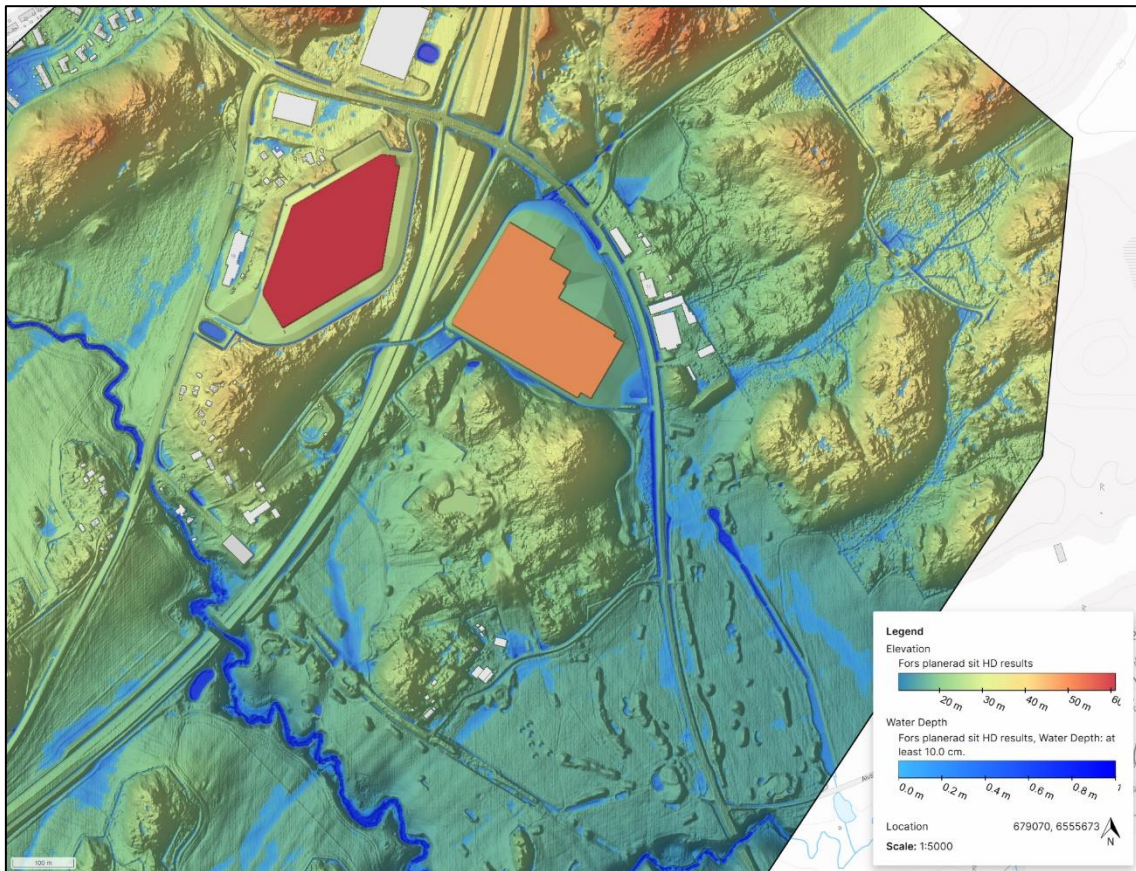 Legend
Elevation
Fors planerad sit HD results
20 m 30 m 40 m 50 m 60
Water Depth
Fors planerad sit HD results, Water Depth: at
least 10.0 cm.
0.0 m 0.2 m 0.4 m 0.6 m 0.8 m 1
Location 679070, 6555673
N
Scale: 1:5000
100 m